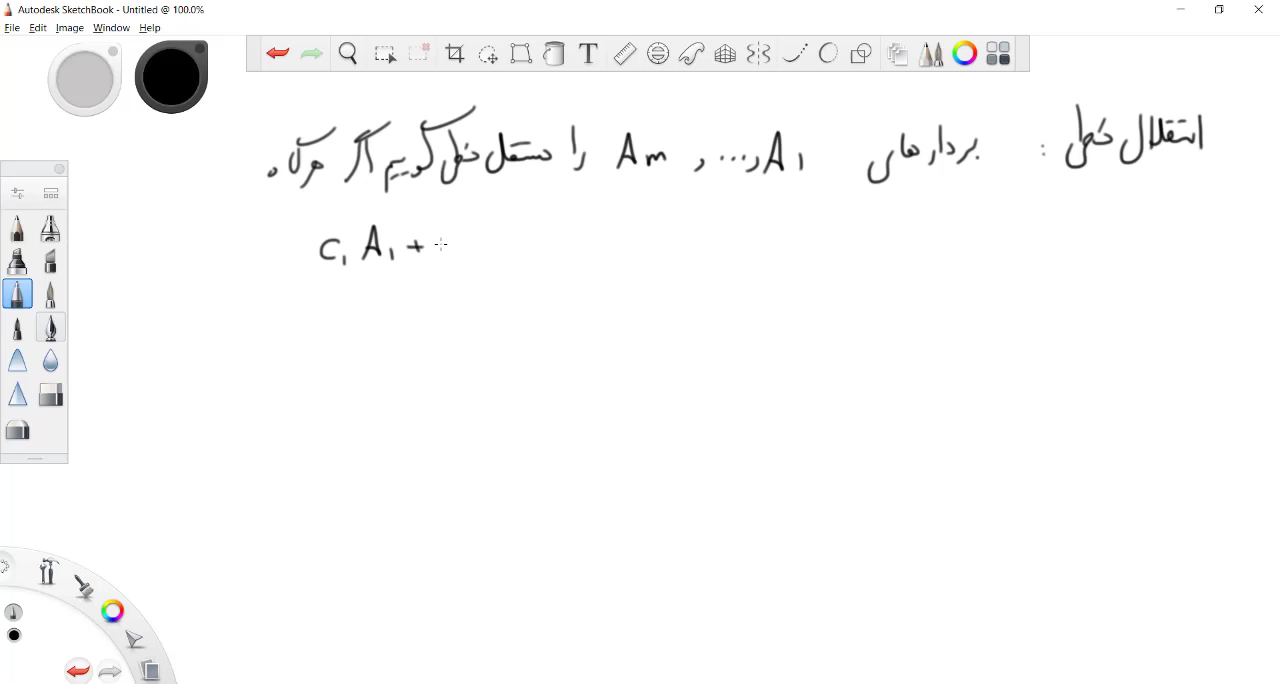 Autodesk SketchBook - Untitled @ 100.0%
File Edit Image Window Help
T
استقلال خطی : بردارهای A₁ , ... , Aₘ را مستقل خطی گوییم اگر هرگاه
C₁ A₁ +